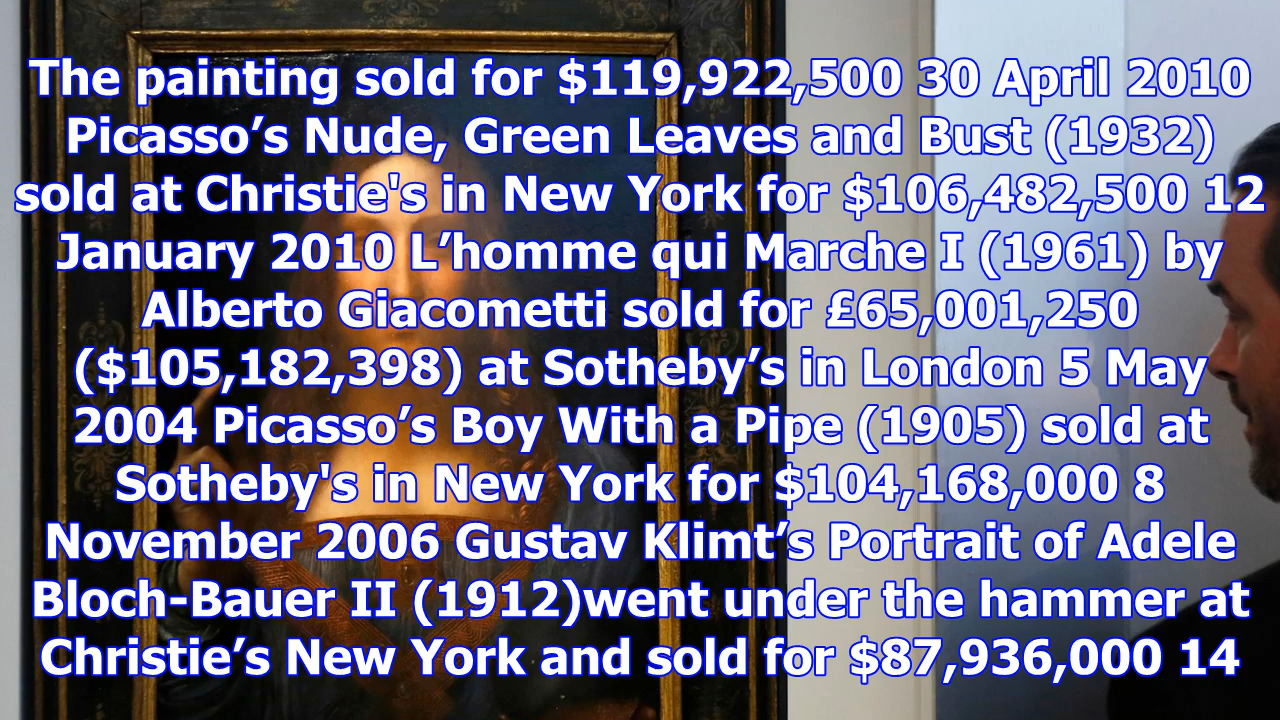 The painting sold for $119,922,500 30 April 2010
Picasso’s Nude, Green Leaves and Bust (1932)
sold at Christie's in New York for $106,482,500 12
January 2010 L’homme qui Marche I (1961) by
Alberto Giacometti sold for £65,001,250
($105,182,398) at Sotheby’s in London 5 May
2004 Picasso’s Boy With a Pipe (1905) sold at
Sotheby's in New York for $104,168,000 8
November 2006 Gustav Klimt’s Portrait of Adele
Bloch-Bauer II (1912)went under the hammer at
Christie’s New York and sold for $87,936,000 14